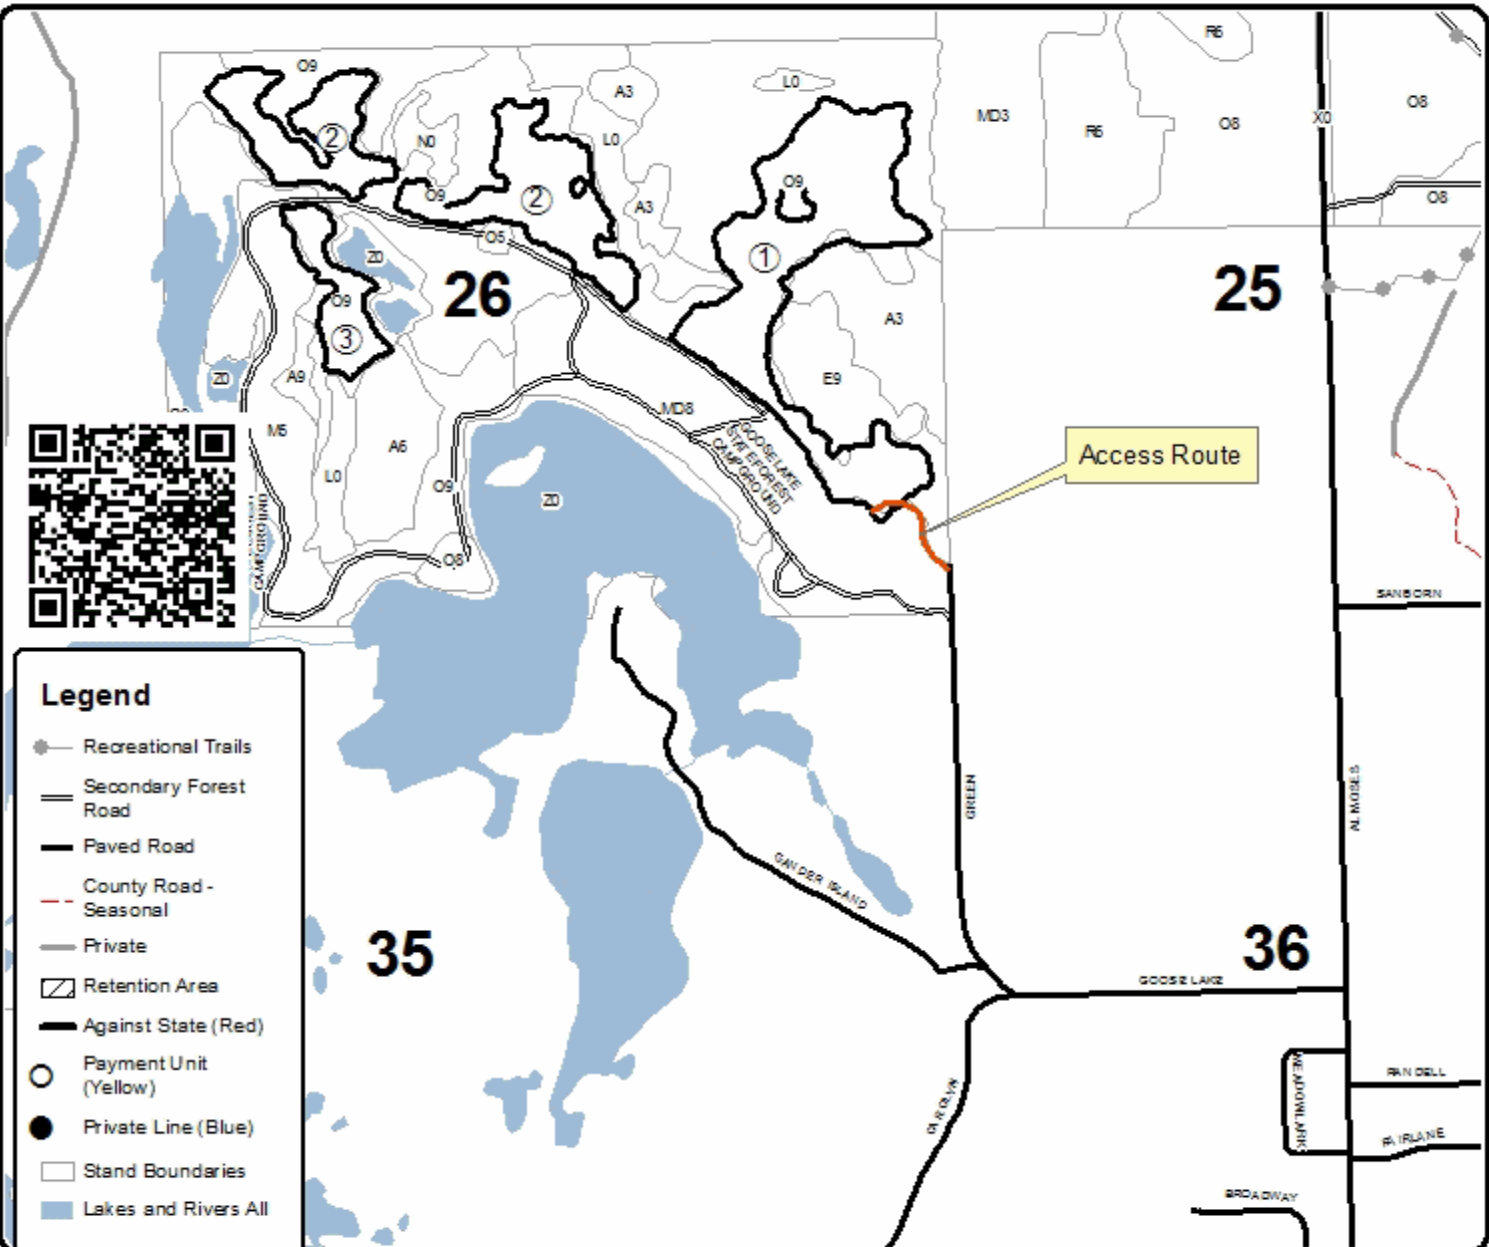 R6
O9
L0
A3
O8
MD3
X0
R6
O8
2
N0
L0
O9
O9
2
A3
O8
O5
1
Z0
26
25
O9
A3
3
Z0
A9
E9
MD8
M5
A6
GOOSE LAKE
STATE FOREST
CAMPGROUND
Access Route
L0
O9
Z0
CAMPGROUND
O8
SANBORN
Legend
Recreational Trails
Secondary Forest
Road
Paved Road
County Road -
Seasonal
Private
Retention Area
Against State (Red)
Payment Unit
(Yellow)
Private Line (Blue)
Stand Boundaries
Lakes and Rivers All
GREEN
AL MOSES
GANDER ISLAND
35
36
GOOSE LAKE
CAROLYN
MEADOWLARK
RANDELL
FAIRLANE
BROADWAY